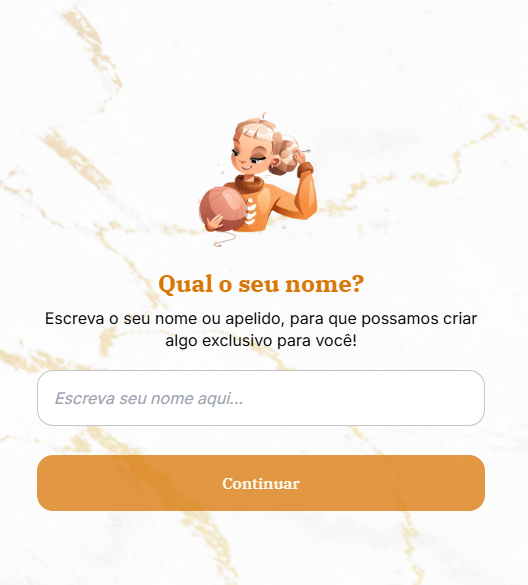 Qual o seu nome?
Escreva o seu nome ou apelido, para que possamos criar
algo exclusivo para você!
Escreva seu nome aqui...
Continuar